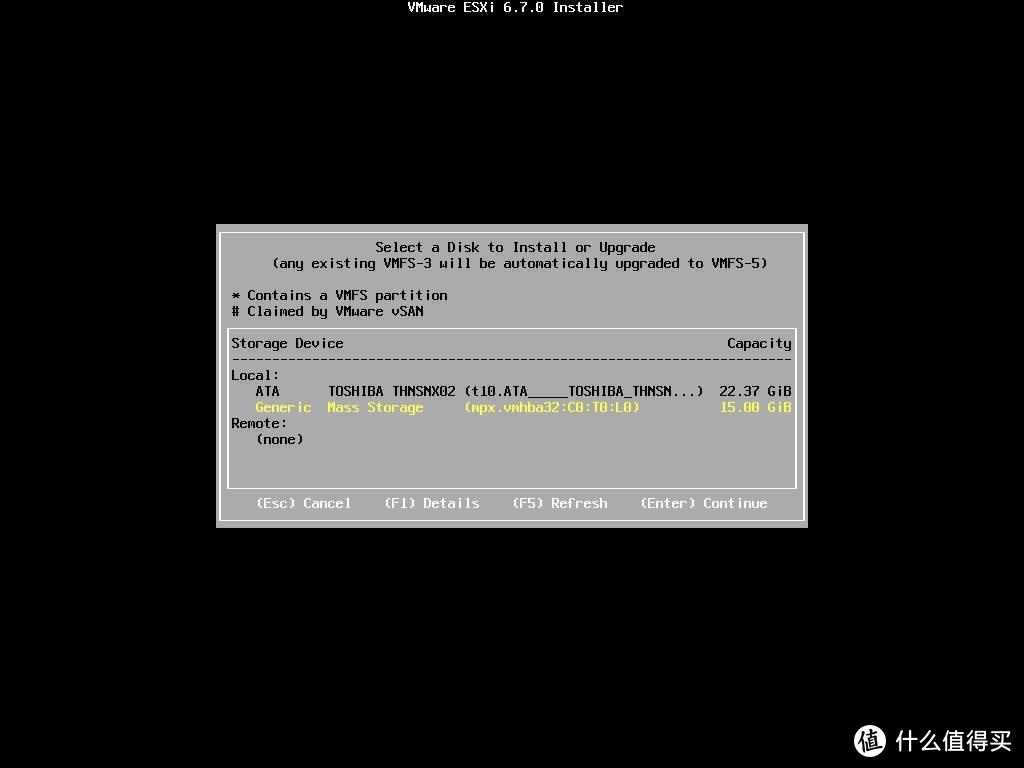 VMware ESXi 6.7.0 Installer
Select a Disk to Install or Upgrade
(any existing VMFS-3 will be automatically upgraded to VMFS-5)
* Contains a VMFS partition
# Claimed by VMware vSAN
Storage Device Capacity
Local:
ATA TOSHIBA THNSNX02 (t10.ATA_____TOSHIBA_THNSN...) 22.37 GiB
Generic Mass Storage (mpx.vmhba32:C0:T0:L0) 15.00 GiB
Remote:
(none)
(Esc) Cancel (F1) Details (F5) Refresh (Enter) Continue
值 什么值得买